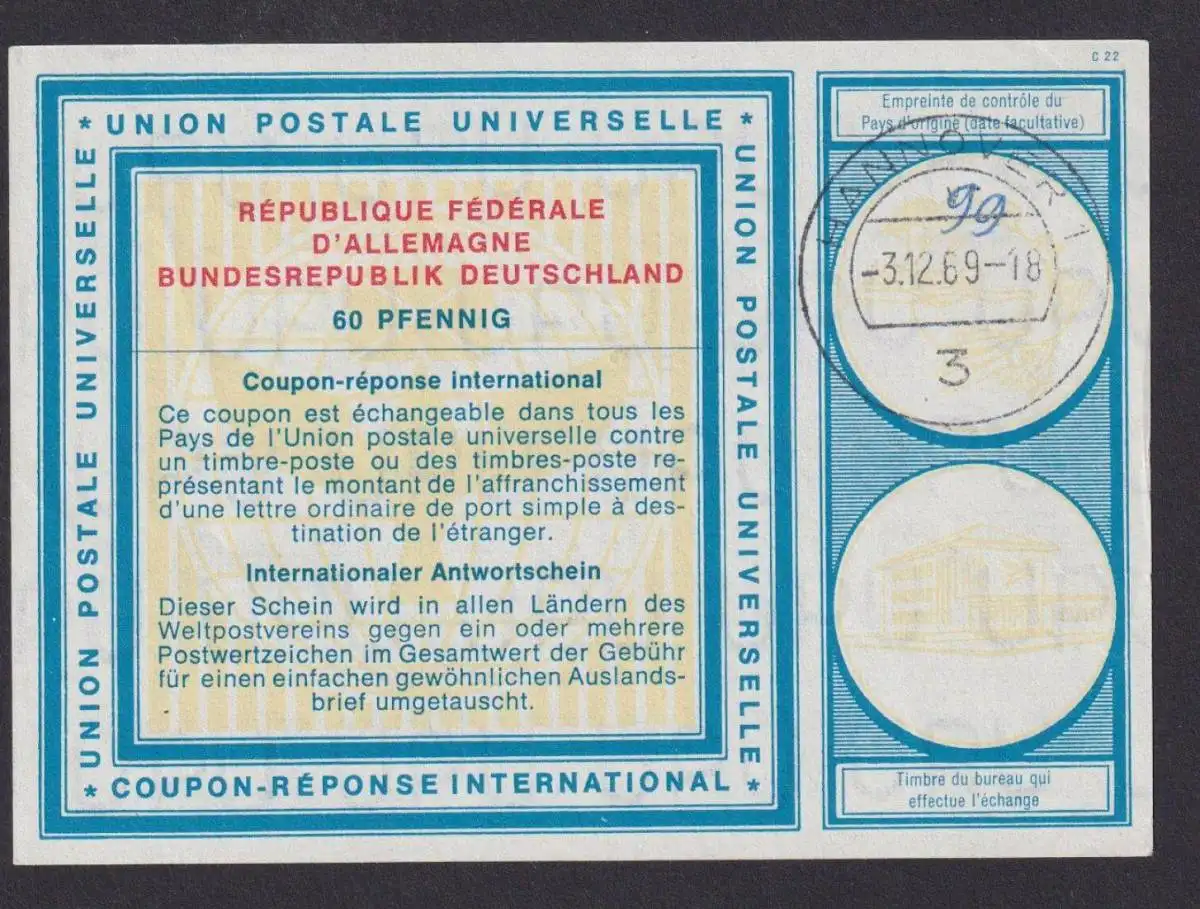 C 22
* UNION POSTALE UNIVERSELLE *
UNION POSTALE UNIVERSELLE
UNION POSTALE UNIVERSELLE
RÉPUBLIQUE FÉDÉRALE
D'ALLEMAGNE
BUNDESREPUBLIK DEUTSCHLAND
60 PFENNIG
Coupon-réponse international
Ce coupon est échangeable dans tous les
Pays de l'Union postale universelle contre
un timbre-poste ou des timbres-poste re-
présentant le montant de l'affranchissement
d'une lettre ordinaire de port simple à des-
tination de l'étranger.
Internationaler Antwortschein
Dieser Schein wird in allen Ländern des
Weltpostvereins gegen ein oder mehrere
Postwertzeichen im Gesamtwert der Gebühr
für einen einfachen gewöhnlichen Auslands-
brief umgetauscht.
* COUPON-RÉPONSE INTERNATIONAL *
Empreinte de contrôle du
Pays d'origine (date facultative)
HANNOVER 1
99
-3.12.69-18
3
Timbre du bureau qui
effectue l'échange